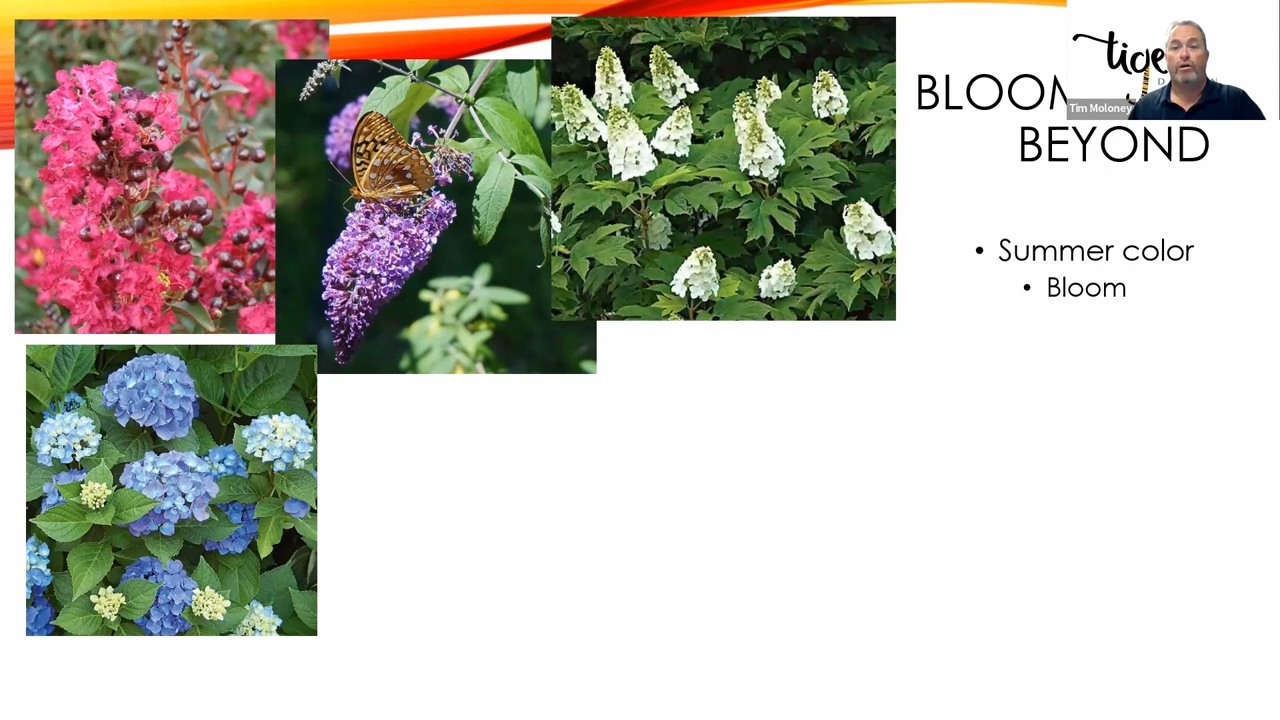 BLOOM
BEYOND
tige
Tim Moloney
• Summer color
• Bloom